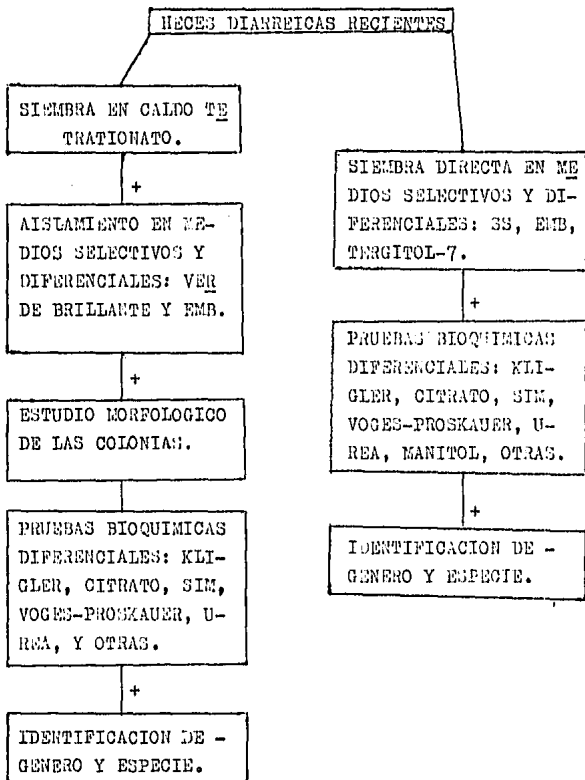 HECES DIARREICAS RECIENTES
SIEMBRA EN CALDO TE
TRATIONATO.
+
AISLAMIENTO EN ME-
DIOS SELECTIVOS Y
DIFERENCIALES: VER
DE BRILLANTE Y EMB.
+
ESTUDIO MORFOLOGICO
DE LAS COLONIAS.
PRUEBAS BIOQUIMICAS
DIFERENCIALES: KLI-
GLER, CITRATO, SIM,
VOGES-PROSKAUER, U-
REA, Y OTRAS.
+
IDENTIFICACION DE -
GENERO Y ESPECIE.
SIEMBRA DIRECTA EN ME
DIOS SELECTIVOS Y DI-
FERENCIALES: SS, EMB,
TERGITOL-7.
+
PRUEBAS BIOQUIMICAS
DIFERENCIALES: KLI-
GLER, CITRATO, SIM,
VOGES-PROSKAUER, U-
REA, MANITOL, OTRAS.
+
IDENTIFICACION DE -
GENERO Y ESPECIE.